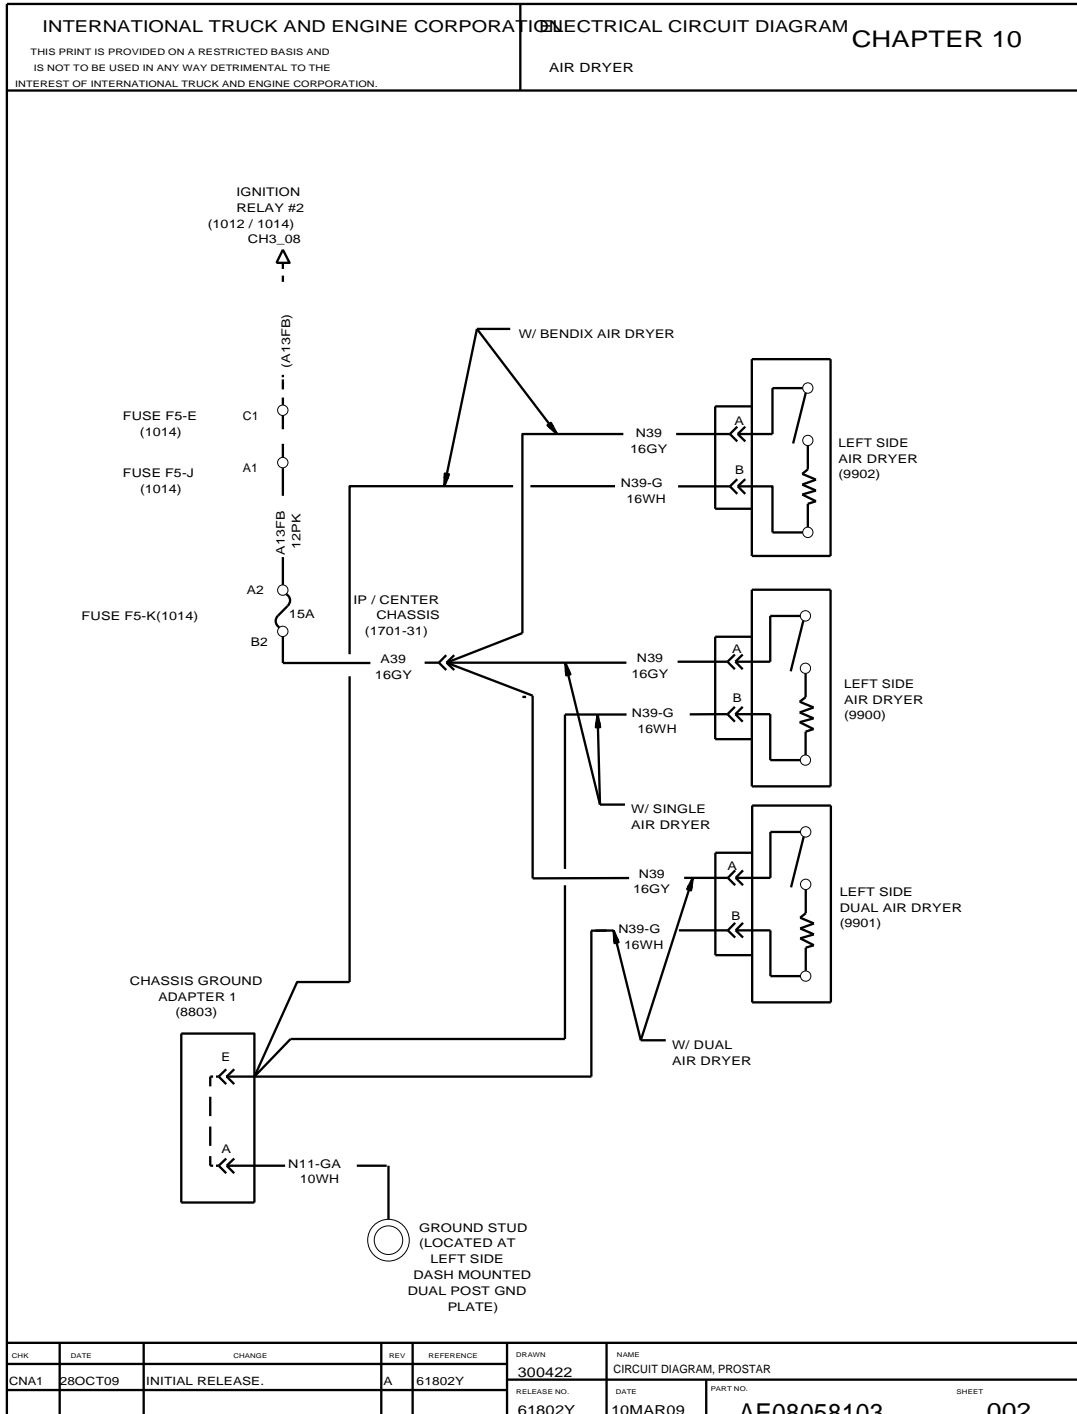 INTERNATIONAL TRUCK AND ENGINE CORPORATION
THIS PRINT IS PROVIDED ON A RESTRICTED BASIS AND
IS NOT TO BE USED IN ANY WAY DETRIMENTAL TO THE
INTEREST OF INTERNATIONAL TRUCK AND ENGINE CORPORATION.
ELECTRICAL CIRCUIT DIAGRAM
CHAPTER 10
AIR DRYER
IGNITION
RELAY #2
(1012 / 1014)
CH3_08
(A13FB)
W/ BENDIX AIR DRYER
FUSE F5-E
(1014)
C1
FUSE F5-J
(1014)
A1
A13FB
12PK
A2
FUSE F5-K(1014)
15A
B2
IP / CENTER
CHASSIS
(1701-31)
A39
16GY
N39
16GY
A
N39-G
16WH
B
LEFT SIDE
AIR DRYER
(9902)
N39
16GY
A
N39-G
16WH
B
LEFT SIDE
AIR DRYER
(9900)
W/ SINGLE
AIR DRYER
N39
16GY
A
N39-G
16WH
B
LEFT SIDE
DUAL AIR DRYER
(9901)
W/ DUAL
AIR DRYER
CHASSIS GROUND
ADAPTER 1
(8803)
E
A
N11-GA
10WH
GROUND STUD
(LOCATED AT
LEFT SIDE
DASH MOUNTED
DUAL POST GND
PLATE)
CHK DATE CHANGE REV REFERENCE
CNA1 28OCT09 INITIAL RELEASE. A 61802Y
DRAWN
300422
NAME
CIRCUIT DIAGRAM, PROSTAR
RELEASE NO.
61802Y
DATE
10MAR09
PART NO.
AE08058103
SHEET
002